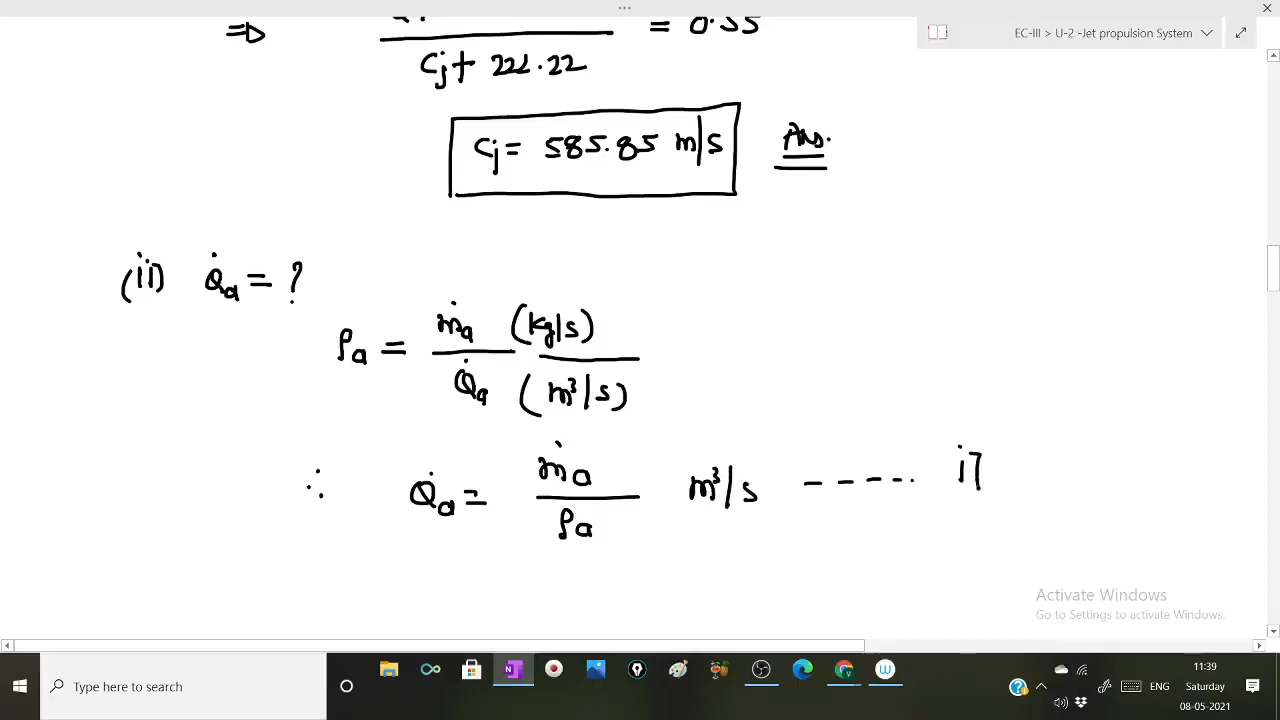 EC-III > U-2 -Jet propulsion System
⇒ = 0.55
Cj + 222.22
Cj = 585.85 m/s Ans.
(ii) Q̇a = ?
ρa = ṁa (kg/s)
Q̇a (m³/s)
∴ Q̇a = ṁa m³/s -----
ρa
Activate Windows
Go to Settings to activate Windows.
Type here to search
ENG
11:39
Saturday
08-05-2021